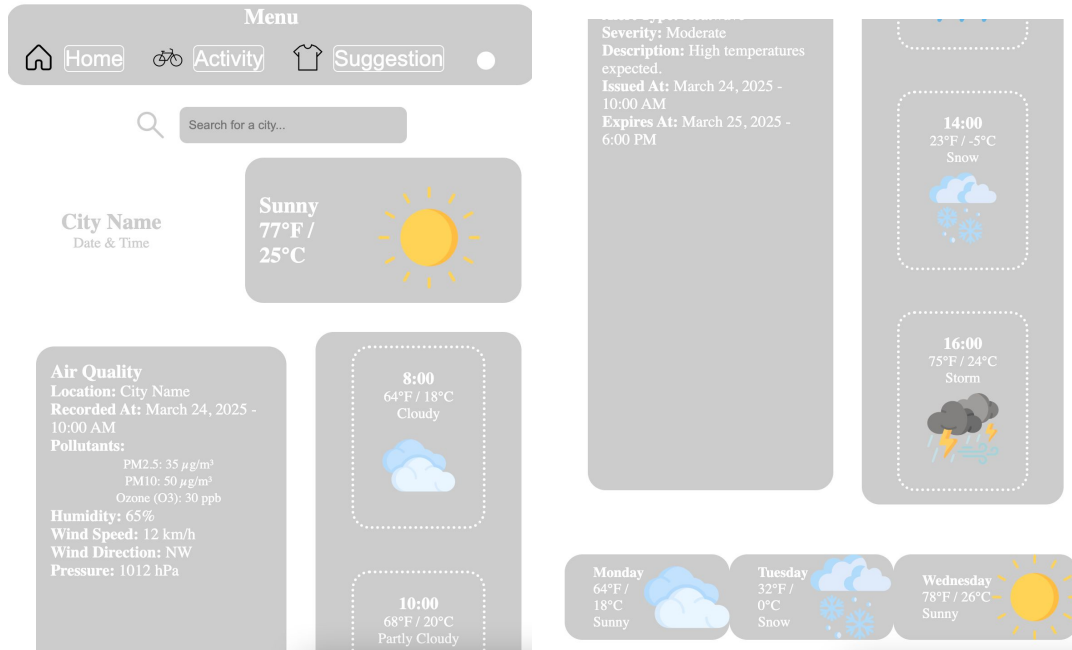 Menu
Home Activity Suggestion
Search for a city...
City Name
Date & Time
Sunny
77°F /
25°C
Air Quality
Location: City Name
Recorded At: March 24, 2025 -
10:00 AM
Pollutants:
PM2.5: 35 µg/m³
PM10: 50 µg/m³
Ozone (O3): 30 ppb
Humidity: 65%
Wind Speed: 12 km/h
Wind Direction: NW
Pressure: 1012 hPa
8:00
64°F / 18°C
Cloudy
10:00
68°F / 20°C
Partly Cloudy
Severity: Moderate
Description: High temperatures
expected.
Issued At: March 24, 2025 -
10:00 AM
Expires At: March 25, 2025 -
6:00 PM
14:00
23°F / -5°C
Snow
16:00
75°F / 24°C
Storm
Monday
64°F /
18°C
Sunny
Tuesday
32°F /
0°C
Snow
Wednesday
78°F / 26°C
Sunny